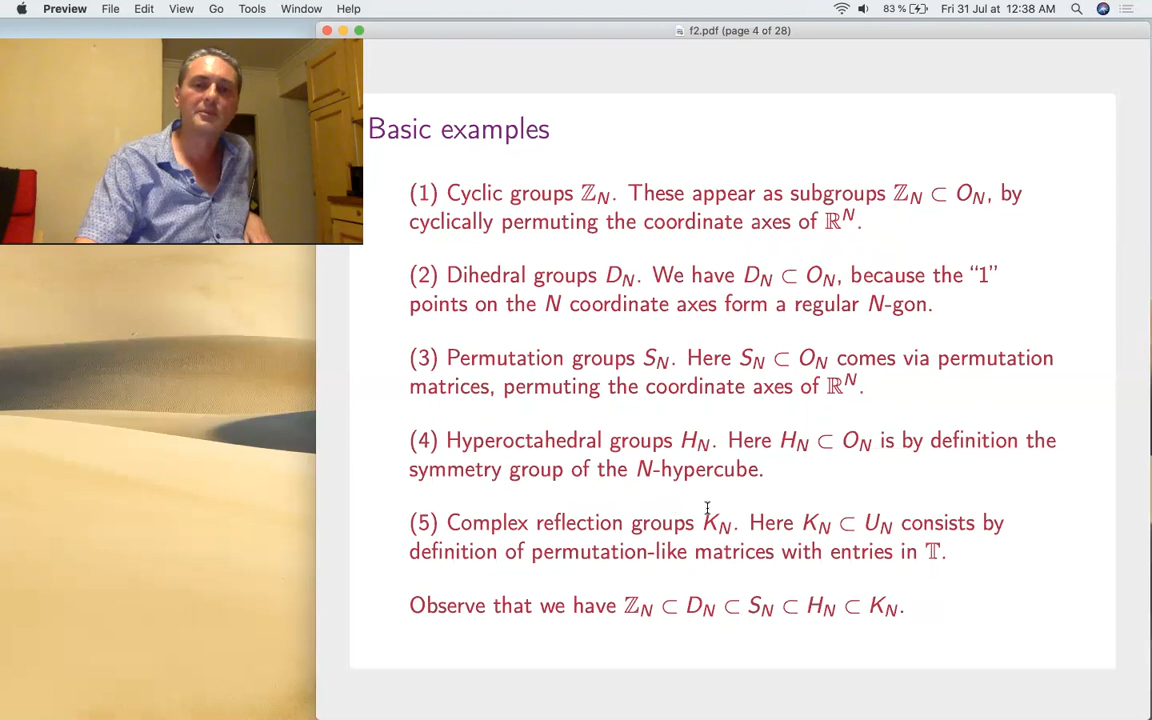 Preview File Edit View Go Tools Window Help 83 % Fri 31 Jul at 12:38 AM
f2.pdf (page 4 of 28)
Basic examples
(1) Cyclic groups ℤ_N. These appear as subgroups ℤ_N ⊂ O_N, by
cyclically permuting the coordinate axes of ℝ^N.
(2) Dihedral groups D_N. We have D_N ⊂ O_N, because the “1”
points on the N coordinate axes form a regular N-gon.
(3) Permutation groups S_N. Here S_N ⊂ O_N comes via permutation
matrices, permuting the coordinate axes of ℝ^N.
(4) Hyperoctahedral groups H_N. Here H_N ⊂ O_N is by definition the
symmetry group of the N-hypercube.
(5) Complex reflection groups K_N. Here K_N ⊂ U_N consists by
definition of permutation-like matrices with entries in 𝕋.
Observe that we have ℤ_N ⊂ D_N ⊂ S_N ⊂ H_N ⊂ K_N.